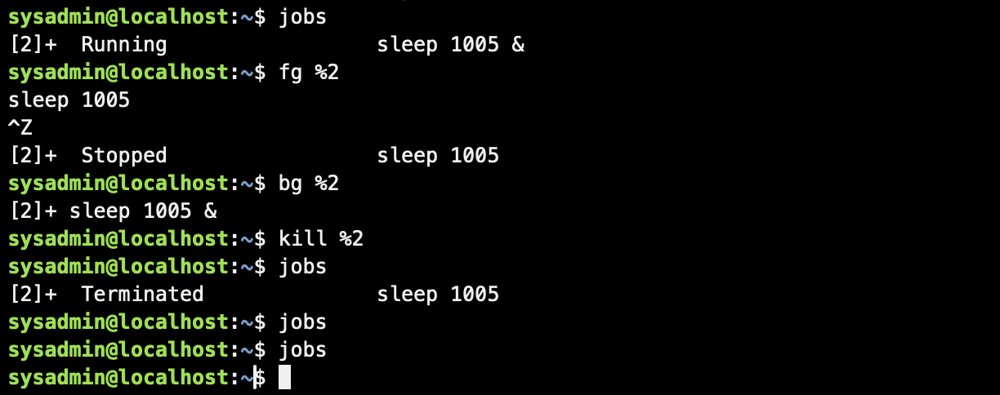 sysadmin@localhost:~$ jobs
[2]+  Running                 sleep 1005 &
sysadmin@localhost:~$ fg %2
sleep 1005
^Z
[2]+  Stopped                 sleep 1005
sysadmin@localhost:~$ bg %2
[2]+ sleep 1005 &
sysadmin@localhost:~$ kill %2
sysadmin@localhost:~$ jobs
[2]+  Terminated              sleep 1005
sysadmin@localhost:~$ jobs
sysadmin@localhost:~$ jobs
sysadmin@localhost:~$